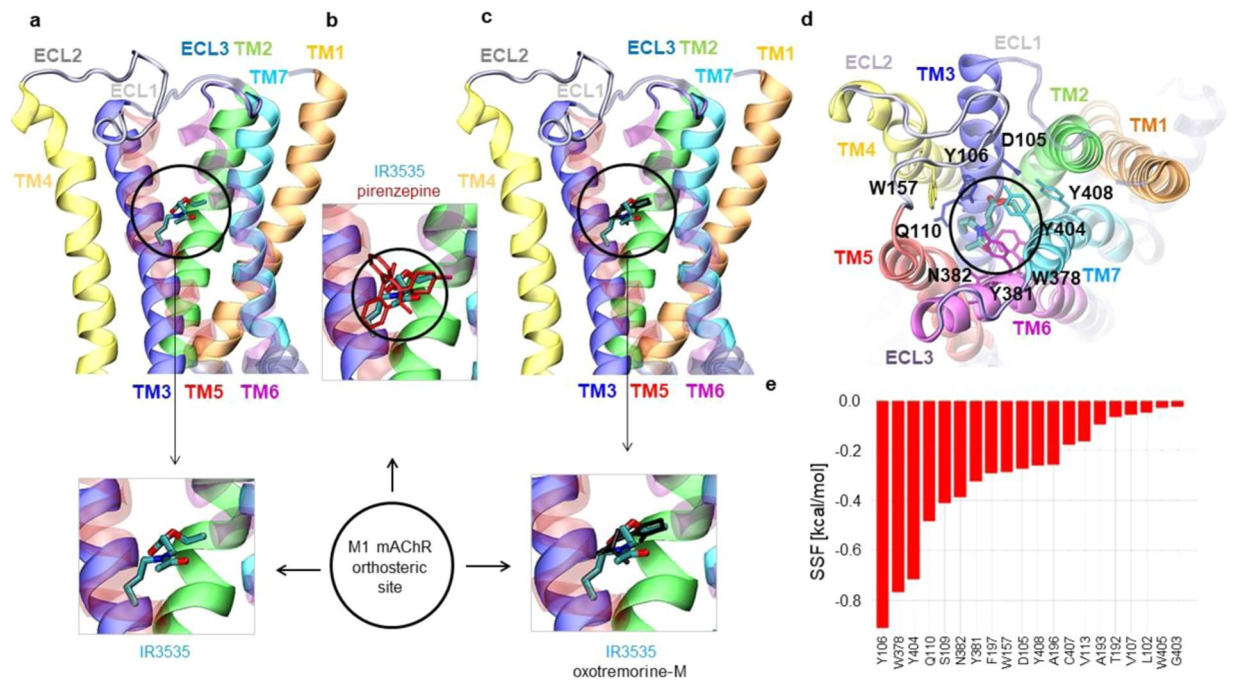 a
ECL2
ECL3 TM2
TM1
TM7
ECL1
TM4
TM3 TM5 TM6
b
IR3535
pirenzepine
c
ECL2
ECL3 TM2
TM1
TM7
ECL1
TM4
TM3 TM5 TM6
IR3535
M1 mAChR
orthosteric
site
IR3535
oxotremorine-M
d
ECL1
ECL2
TM3
TM2
TM1
D105
Y106
TM4
W157
Y408
Q110
Y404
TM5
N382
W378
TM7
Y381
TM6
ECL3
e
0.0
-0.2
-0.4
-0.6
-0.8
SSF [kcal/mol]
Y106
W378
Y404
Q110
S109
N382
Y381
F197
W157
D105
Y408
A196
C407
V113
A193
T192
V107
L102
W405
G403